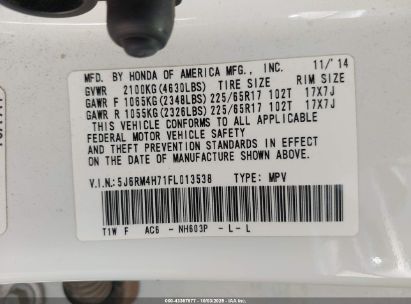 MFD. BY HONDA OF AMERICA MFG., INC. 11/'14
GVWR 2100KG(4630LBS) TIRE SIZE RIM SIZE
GAWR F 1065KG(2348LBS) 225/65R17 102T 17X7J
GAWR R 1055KG(2326LBS) 225/65R17 102T 17X7J
THIS VEHICLE CONFORMS TO ALL APPLICABLE
FEDERAL MOTOR VEHICLE SAFETY
AND THEFT PREVENTION STANDARDS IN EFFECT
ON THE DATE OF MANUFACTURE SHOWN ABOVE.
V.I.N.: 5J6RM4H71FL013538 TYPE: MPV
T1W F AC6 - NH603P - L - L